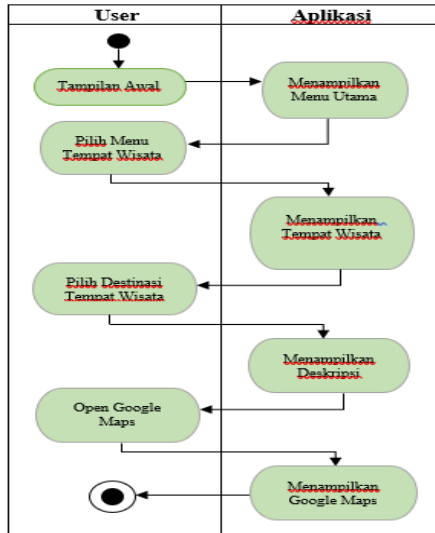 User
Aplikasi
Tampilan Awal
Menampilkan
Menu Utama
Pilih Menu
Tempat Wisata
Menampilkan
Tempat Wisata
Pilih Destinasi
Tempat Wisata
Menampilkan
Deskripsi
Open Google
Maps
Menampilkan
Google Maps